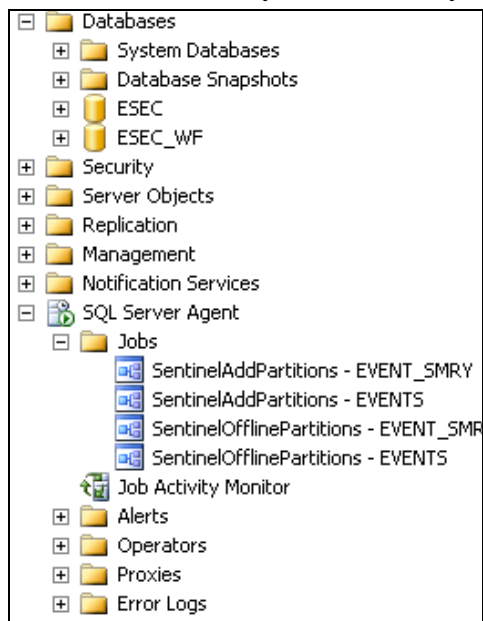 Databases
System Databases
Database Snapshots
ESEC
ESEC_WF
Security
Server Objects
Replication
Management
Notification Services
SQL Server Agent
Jobs
SentinelAddPartitions - EVENT_SMRY
SentinelAddPartitions - EVENTS
SentinelOfflinePartitions - EVENT_SMR
SentinelOfflinePartitions - EVENTS
Job Activity Monitor
Alerts
Operators
Proxies
Error Logs